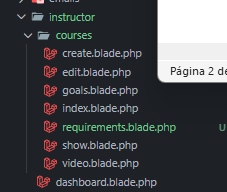 emails
instructor
courses
create.blade.php
edit.blade.php
goals.blade.php
index.blade.php
requirements.blade.php U
show.blade.php
video.blade.php
dashboard.blade.php
Página 2 de